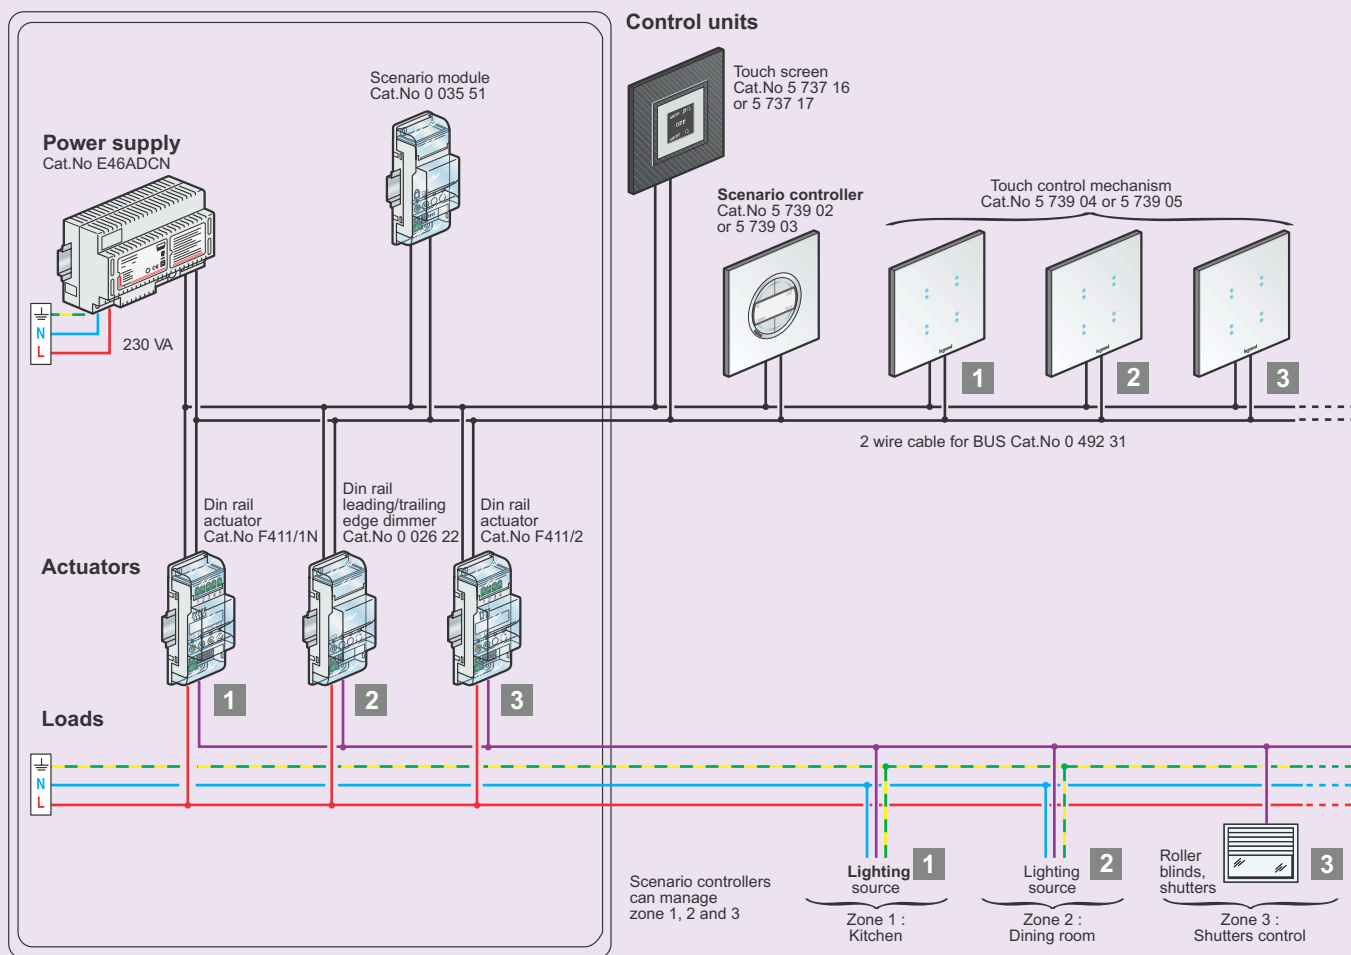 Control units
Scenario module
Cat.No 0 035 51
Touch screen
Cat.No 5 737 16
or 5 737 17
Power supply
Cat.No E46ADCN
Scenario controller
Cat.No 5 739 02
or 5 739 03
Touch control mechanism
Cat.No 5 739 04 or 5 739 05
OFF
N
L
230 VA
legrand
legrand
legrand
1
2
3
2 wire cable for BUS Cat.No 0 492 31
Din rail
actuator
Cat.No F411/1N
Din rail
leading/trailing
edge dimmer
Cat.No 0 026 22
Din rail
actuator
Cat.No F411/2
Actuators
1
2
3
Loads
N
L
Lighting
source
1
Lighting
source
2
Roller
blinds,
shutters
3
Scenario controllers
can manage
zone 1, 2 and 3
Zone 1 :
Kitchen
Zone 2 :
Dining room
Zone 3 :
Shutters control